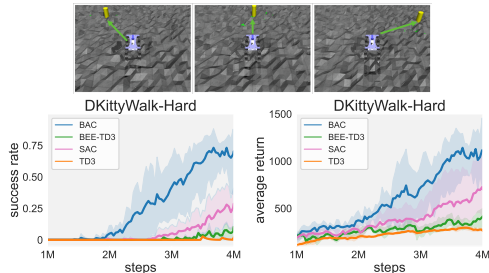 DKittyWalk-Hard
success rate
0.75
0.50
0.25
0
BAC
BEE-TD3
SAC
TD3
1M
2M
3M
4M
steps
DKittyWalk-Hard
average return
1500
1000
500
BAC
BEE-TD3
SAC
TD3
1M
2M
3M
4M
steps